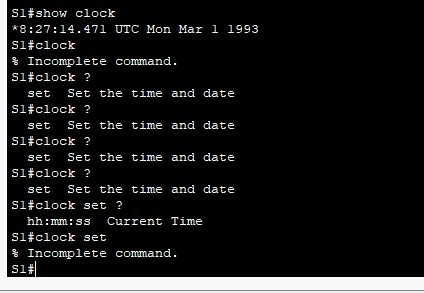 S1#show clock
*8:27:14.471 UTC Mon Mar 1 1993
S1#clock
% Incomplete command.
S1#clock ?
  set  Set the time and date
S1#clock ?
  set  Set the time and date
S1#clock ?
  set  Set the time and date
S1#clock ?
  set  Set the time and date
S1#clock set ?
  hh:mm:ss  Current Time
S1#clock set
% Incomplete command.
S1#